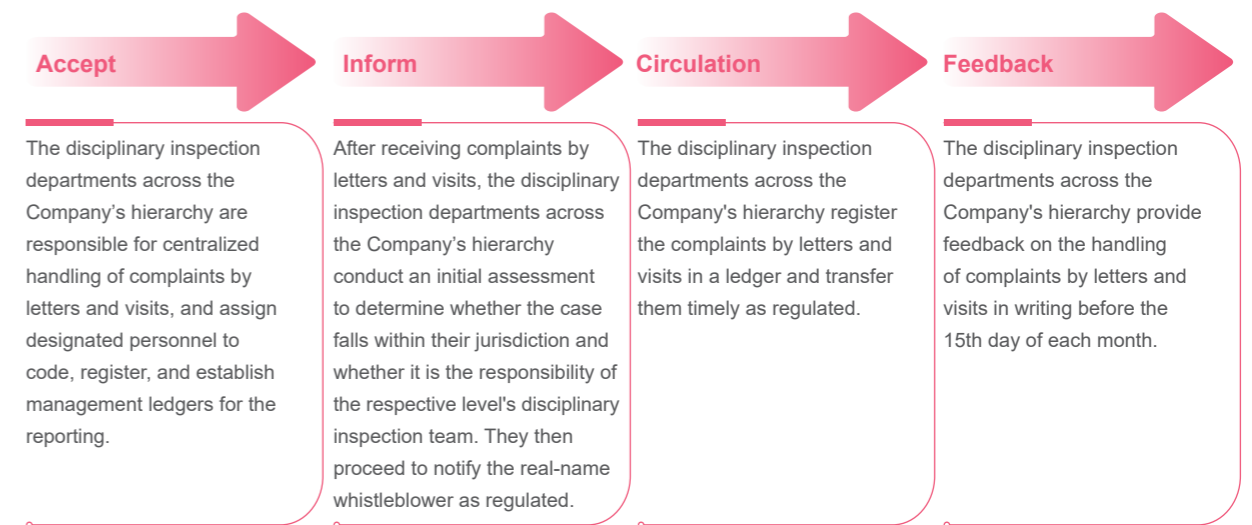 Accept
The disciplinary inspection
departments across the
Company’s hierarchy are
responsible for centralized
handling of complaints by
letters and visits, and assign
designated personnel to
code, register, and establish
management ledgers for the
reporting.
Inform
After receiving complaints by
letters and visits, the disciplinary
inspection departments across
the Company’s hierarchy
conduct an initial assessment
to determine whether the case
falls within their jurisdiction and
whether it is the responsibility of
the respective level's disciplinary
inspection team. They then
proceed to notify the real-name
whistleblower as regulated.
Circulation
The disciplinary inspection
departments across the
Company's hierarchy register
the complaints by letters and
visits in a ledger and transfer
them timely as regulated.
Feedback
The disciplinary inspection
departments across the
Company's hierarchy provide
feedback on the handling
of complaints by letters and
visits in writing before the
15th day of each month.